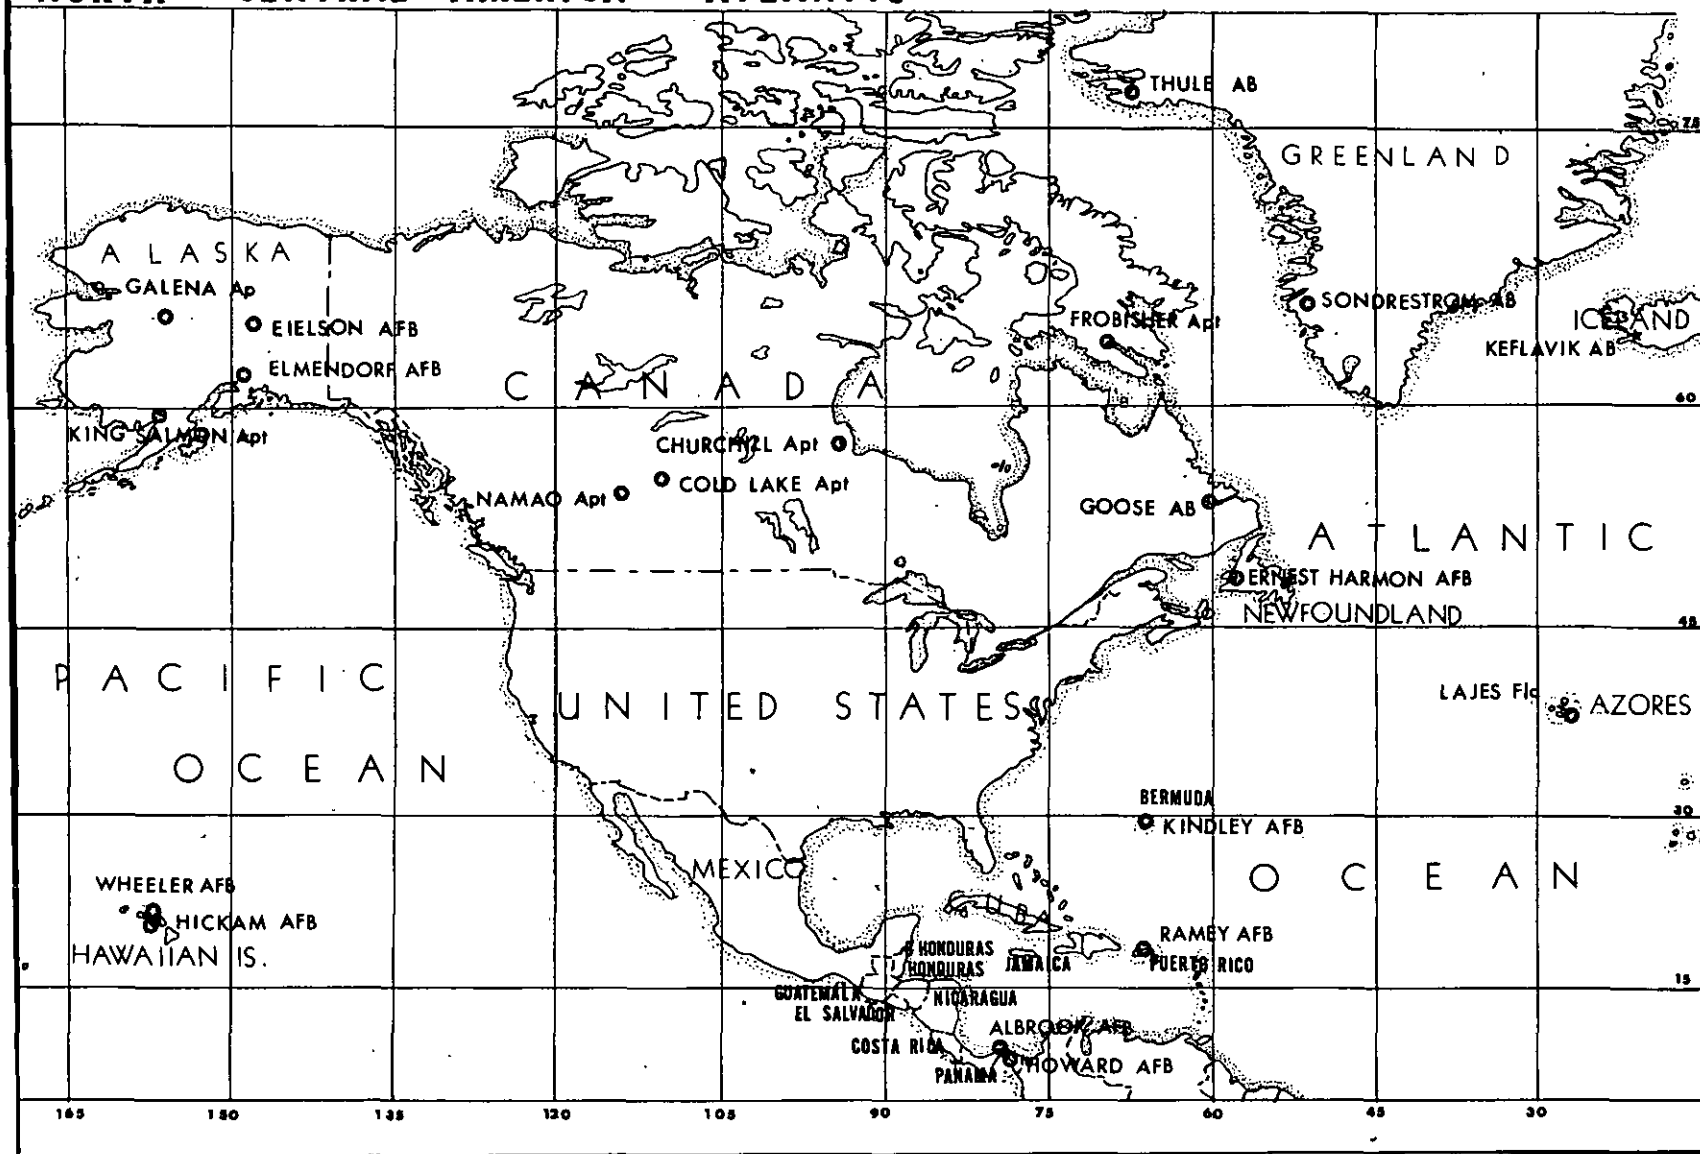 THULE AB
75
GREENLAND
ALASKA
GALENA Ap
EIELSON AFB
ELMENDORF AFB
KING SALMON Apt
SONDRESTROM AB
ICELAND
KEFLAVIK AB
FROBISHER Apt
CANADA
60
CHURCHILL Apt
COLD LAKE Apt
NAMAO Apt
GOOSE AB
ATLANTIC
ERNEST HARMON AFB
NEWFOUNDLAND
45
PACIFIC
UNITED STATES
LAJES Fld
AZORES
OCEAN
BERMUDA
KINDLEY AFB
30
MEXICO
OCEAN
WHEELER AFB
HICKAM AFB
HAWAIIAN IS.
CUBA
RAMEY AFB
PUERTO RICO
HONDURAS
HONDURAS
JAMAICA
15
GUATEMALA
NICARAGUA
EL SALVADOR
ALBROOK AFB
COSTA RICA
HOWARD AFB
PANAMA
165 150 135 120 105 90 75 60 45 30